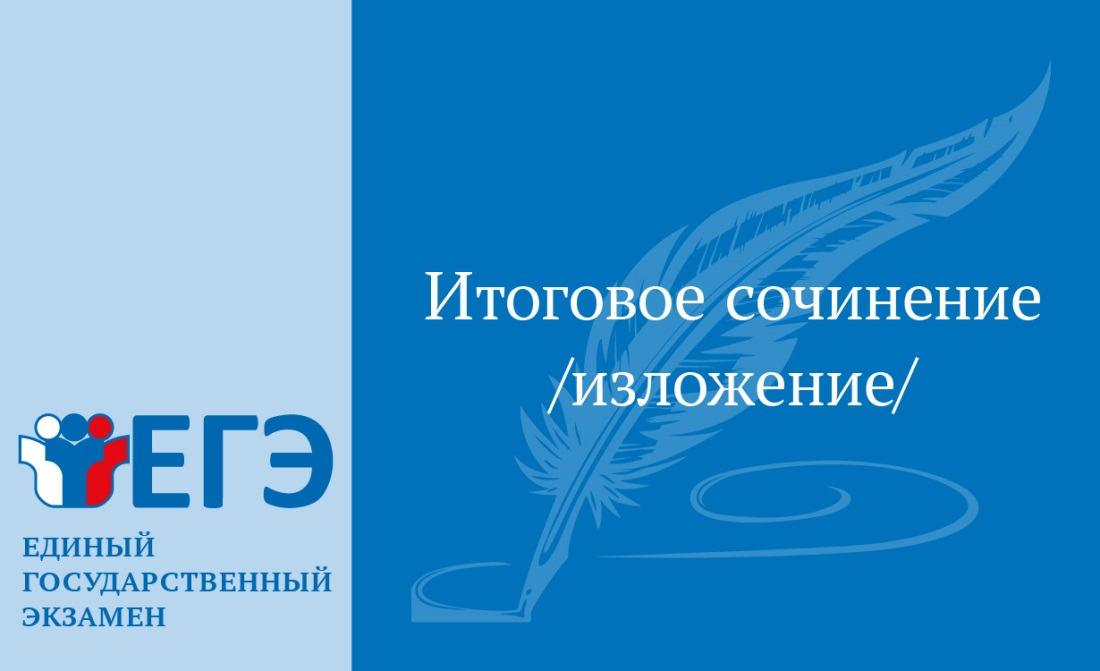 Итоговое сочинение
/изложение/
ЕГЭ
ЕДИНЫЙ
ГОСУДАРСТВЕННЫЙ
ЭКЗАМЕН